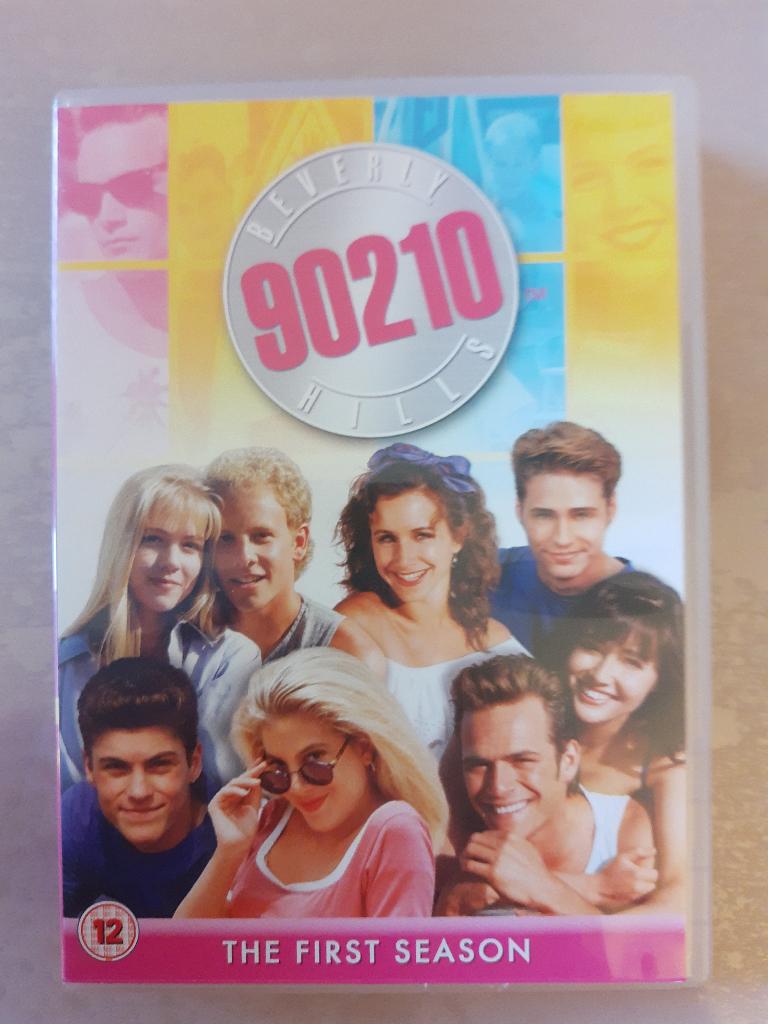 BEVERLY
90210
HILLS
12
THE FIRST SEASON